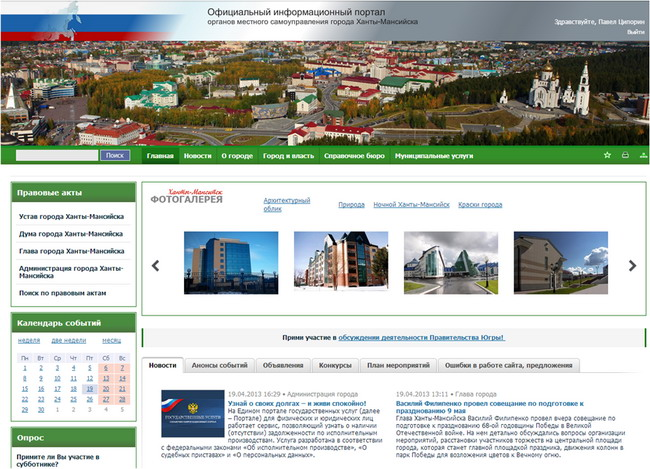 Официальный информационный портал
органов местного самоуправления города Ханты-Мансийска
Здравствуйте, Павел Ципорин
Выйти
Поиск
Главная Новости О городе Город и власть Справочное бюро Муниципальные услуги
Правовые акты
Устав города Ханты-Мансийска
Дума города Ханты-Мансийска
Глава города Ханты-Мансийска
Администрация города Ханты-
Мансийска
Поиск по правовым актам
Ханты-Мансийск
ФОТОГАЛЕРЕЯ
Архитектурный
облик
Природа Ночной Ханты-Мансийск Краски города
Календарь событий
неделя две недели месяц
Пн Вт Ср Чт Пт Сб Вс
1 2 3 4 5 6 7
8 9 10 11 12 13 14
15 16 17 18 19 20 21
22 23 24 25 26 27 28
29 30 1 2 3 4 5
Опрос
Приняли ли Вы участие в
субботнике?
Прими участие в обсуждении деятельности Правительства Югры!
Новости Анонсы событий Объявления Конкурсы План мероприятий Ошибки в работе сайта, предложения
ГОСУДАРСТВЕННЫЕ УСЛУГИ
19.04.2013 16:29 • Администрация города
Узнай о своих долгах – и живи спокойно!
На Едином портале государственных услуг (далее
– Портале) для физических и юридических лиц
работает сервис, позволяющий узнать о наличии
(отсутствии) задолженности по исполнительным
производствам. Услуга разработана в соответствии
с федеральными законами «Об исполнительном производстве», «О
судебных приставах» и «О персональных данных».
19.04.2013 13:11 • Глава города
Василий Филипенко провел совещание по подготовке к
празднованию 9 мая
Глава Ханты-Мансийска Василий Филипенко провел вчера совещание по
подготовке к празднованию 68-ой годовщины Победы в Великой
Отечественной войне. На нем детально обсуждались вопросы организации
мероприятий, расстановки участников торжеств на центральной площади
города, которая станет главной площадкой праздника, движения колонн в
парк Победы для возложения цветов к Вечному огню.